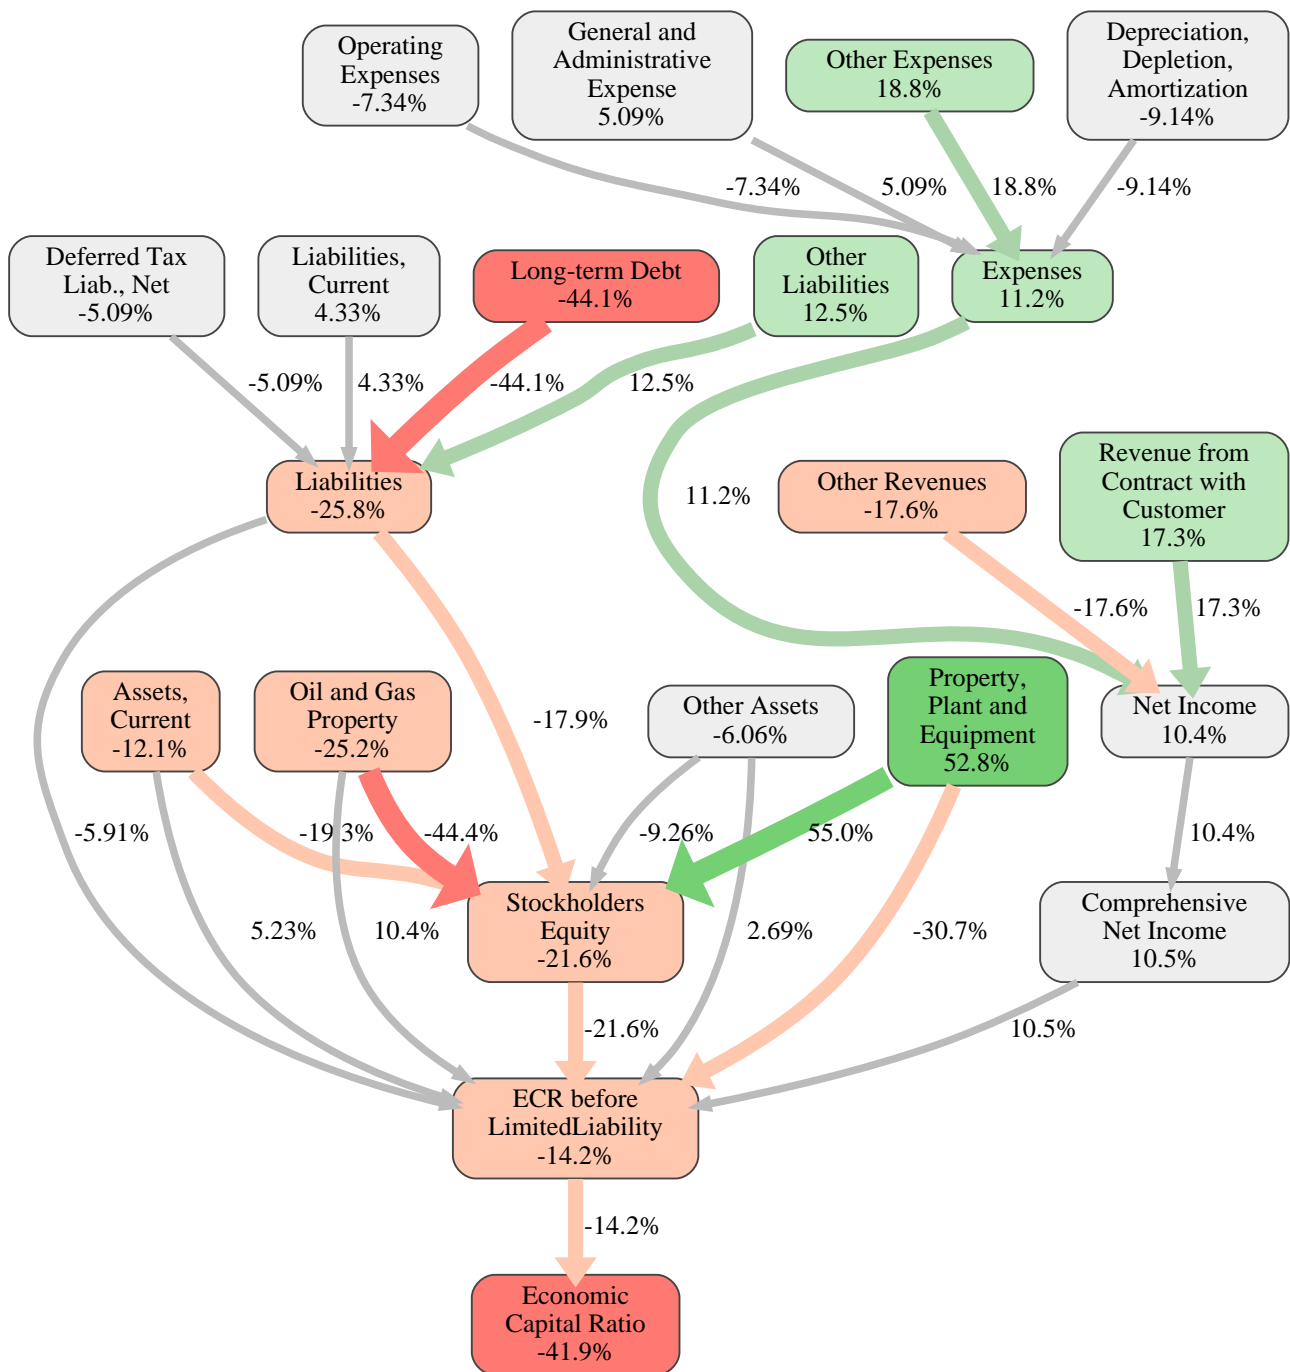 Operating
Expenses
-7.34%
General and
Administrative
Expense
5.09%
Other Expenses
18.8%
Depreciation,
Depletion,
Amortization
-9.14%
-7.34%
5.09%
18.8%
-9.14%
Deferred Tax
Liab., Net
-5.09%
Liabilities,
Current
4.33%
Long-term Debt
-44.1%
Other
Liabilities
12.5%
Expenses
11.2%
-5.09%
4.33%
-44.1%
12.5%
Liabilities
-25.8%
11.2%
Other Revenues
-17.6%
Revenue from
Contract with
Customer
17.3%
-17.6%
17.3%
Assets,
Current
-12.1%
Oil and Gas
Property
-25.2%
-17.9%
Other Assets
-6.06%
Property,
Plant and
Equipment
52.8%
Net Income
10.4%
-5.91%
-19.3%
-44.4%
-9.26%
55.0%
10.4%
5.23%
10.4%
Stockholders
Equity
-21.6%
2.69%
-30.7%
Comprehensive
Net Income
10.5%
-21.6%
10.5%
ECR before
LimitedLiability
-14.2%
-14.2%
Economic
Capital Ratio
-41.9%